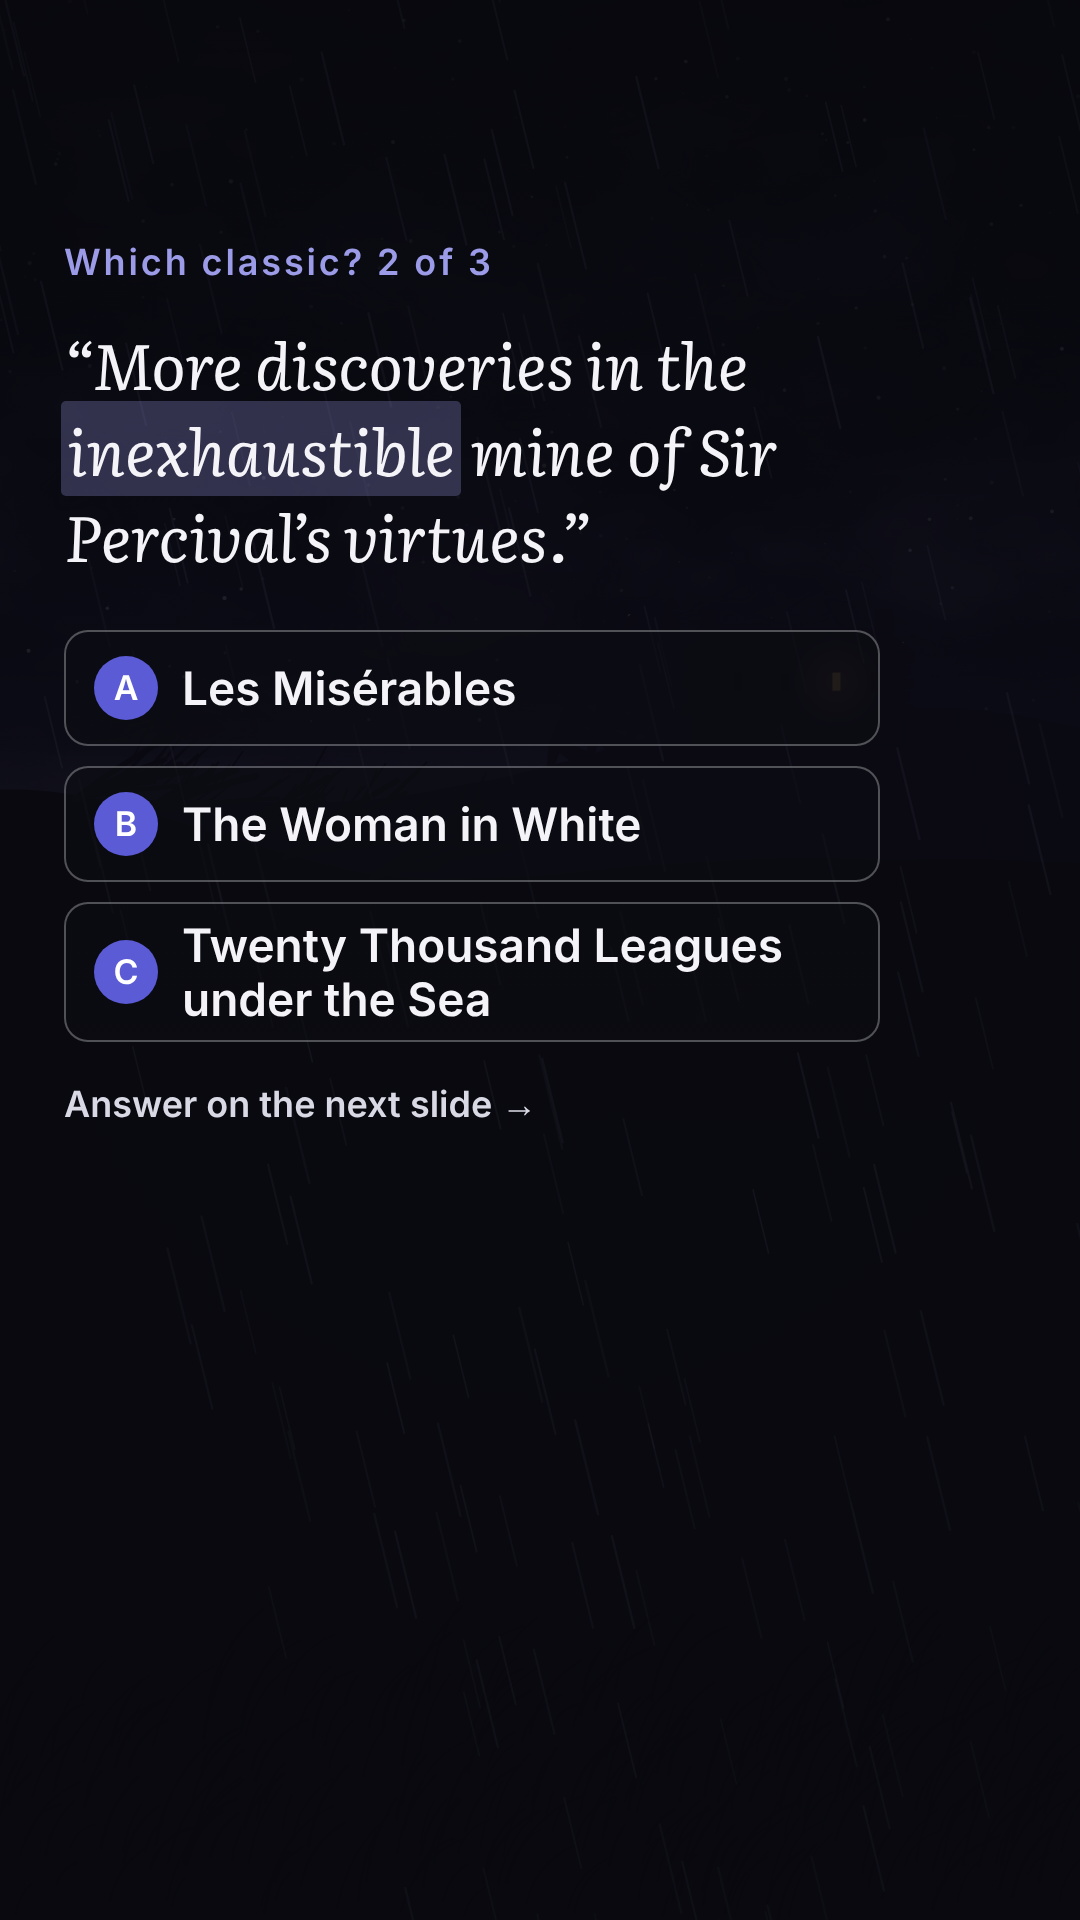 Which classic? 2 of 3
“More discoveries in the
inexhaustible mine of Sir
Percival’s virtues.”
A Les Misérables
B The Woman in White
C Twenty Thousand Leagues
under the Sea
Answer on the next slide →